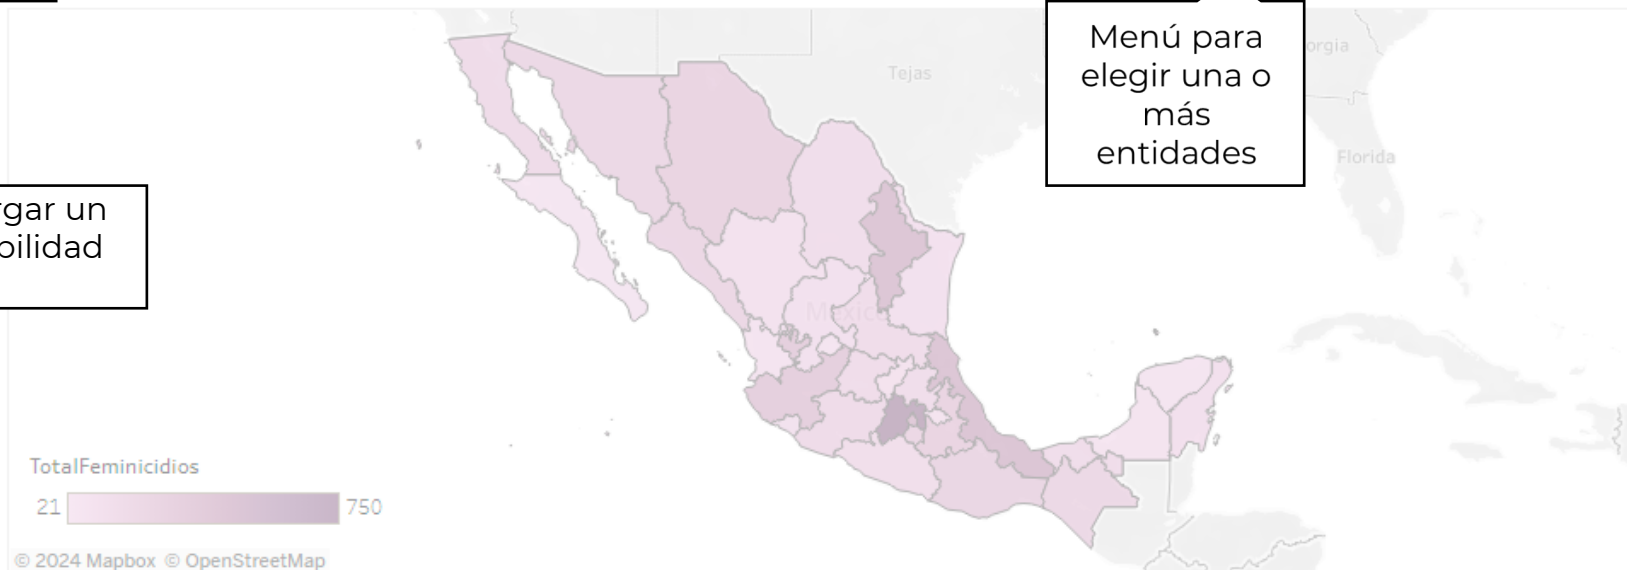 Menú para
elegir una o
más
entidades
orgia
Tejas
Florida
rgar un
bilidad
México
TotalFeminicidios
21
750
© 2024 Mapbox © OpenStreetMap